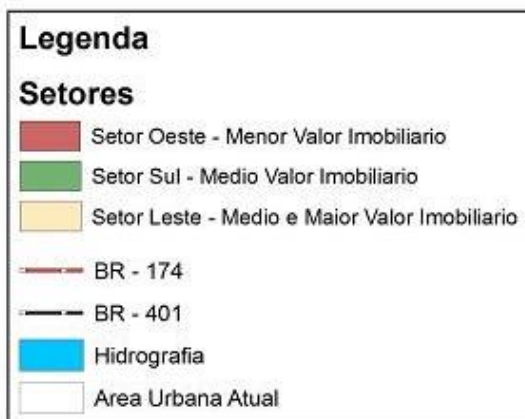 Legenda
Setores
Setor Oeste - Menor Valor Imobiliario
Setor Sul - Medio Valor Imobiliario
Setor Leste - Medio e Maior Valor Imobiliario
BR - 174
BR - 401
Hidrografia
Area Urbana Atual